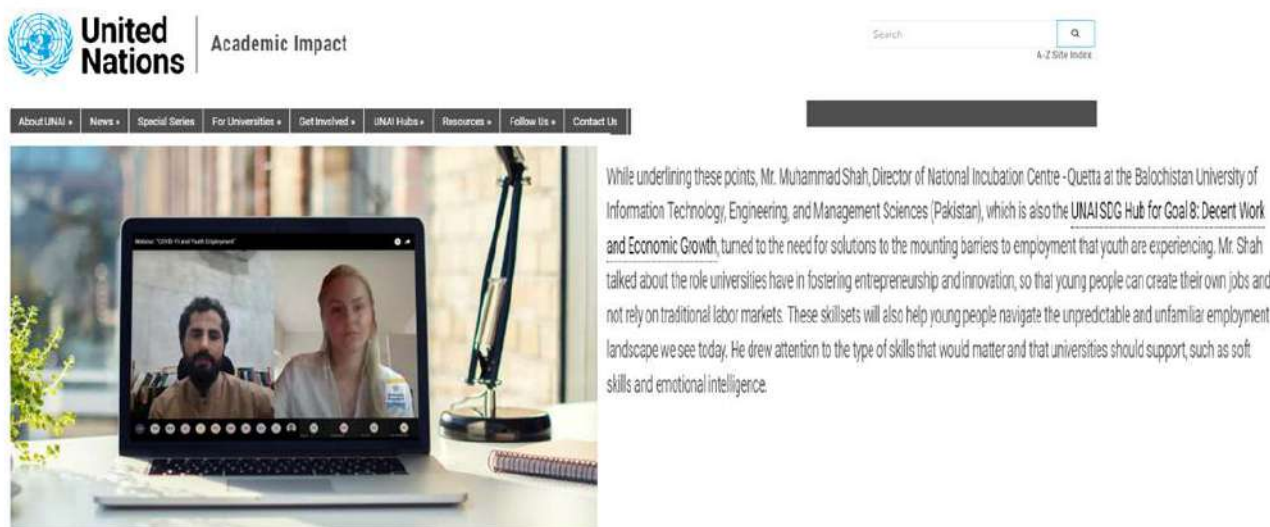 United
Nations
Academic Impact
Search
A-Z Site Index
About UNAI »
News »
Special Series
For Universities »
Get Involved »
UNAI Hubs »
Resources »
Follow Us »
Contact Us
Webinar: "COVID-19 and Youth Employment"
While underlining these points, Mr. Muhammad Shah, Director of National Incubation Centre - Quetta at the Balochistan University of
Information Technology, Engineering, and Management Sciences (Pakistan), which is also the UNAI SDG Hub for Goal 8: Decent Work
and Economic Growth, turned to the need for solutions to the mounting barriers to employment that youth are experiencing. Mr. Shah
talked about the role universities have in fostering entrepreneurship and innovation, so that young people can create their own jobs and
not rely on traditional labor markets. These skillsets will also help young people navigate the unpredictable and unfamiliar employment
landscape we see today. He drew attention to the type of skills that would matter and that universities should support, such as soft
skills and emotional intelligence.